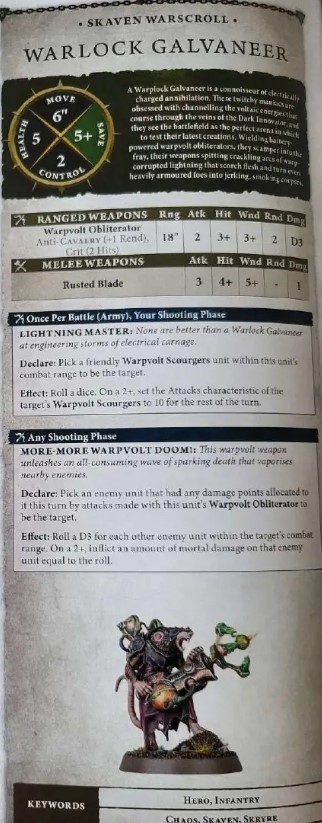 • SKAVEN WARSCROLL •
WARLOCK GALVANEER
MOVE
6"
HEALTH
5
5+
SAVE
2
CONTROL
A Warplock Galvaneer is a connoisseur of electrically
charged annihilation. These twitchy maniacs are
obsessed with channelling the voltaic energies that
course through the veins of the Dark Innovator, and
they see the battlefield as the perfect arena in which
to test their latest creations. Wielding battery-
powered warpvolt obliterators, they scamper into the
fray, their weapons spitting crackling arcs of warp-
corrupted lightning that scorch flesh and turn even
heavily armoured foes into jerking, smoking corpses.
RANGED WEAPONS Rng Atk Hit Wnd Rnd Dmg
Warpvolt Obliterator
Anti-CAVALRY (+1 Rend), 18" 2 3+ 3+ 2 D3
Crit (2 Hits)
MELEE WEAPONS Atk Hit Wnd Rnd Dmg
Rusted Blade 3 4+ 5+ - 1
Once Per Battle (Army), Your Shooting Phase
LIGHTNING MASTER: None are better than a Warlock Galvaneer
at engineering storms of electrical carnage.
Declare: Pick a friendly Warpvolt Scourgers unit within this unit's
combat range to be the target.
Effect: Roll a dice. On a 2+, set the Attacks characteristic of the
target's Warpvolt Scourgers to 10 for the rest of the turn.
Any Shooting Phase
MORE-MORE WARPVOLT DOOM!: This warpvolt weapon
unleashes an all-consuming wave of sparking death that vaporises
nearby enemies.
Declare: Pick an enemy unit that had any damage points allocated to
it this turn by attacks made with this unit's Warpvolt Obliterator to
be the target.
Effect: Roll a D3 for each other enemy unit within the target's combat
range. On a 2+, inflict an amount of mortal damage on that enemy
unit equal to the roll.
KEYWORDS
HERO, INFANTRY
CHAOS, SKAVEN, SKRYRE